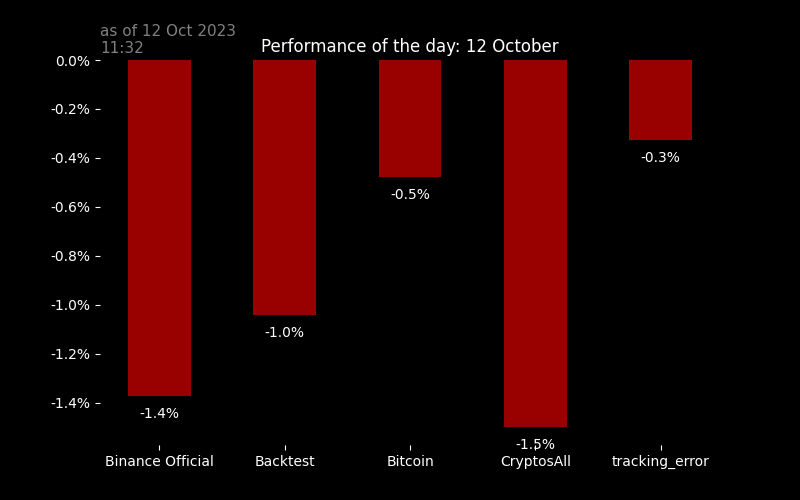 as of 12 Oct 2023
11:32
Performance of the day: 12 October
0.0%
-0.2%
-0.4%
-0.6%
-0.8%
-1.0%
-1.2%
-1.4%
-1.4%
-1.0%
-0.5%
-1.5%
-0.3%
Binance Official
Backtest
Bitcoin
CryptosAll
tracking_error